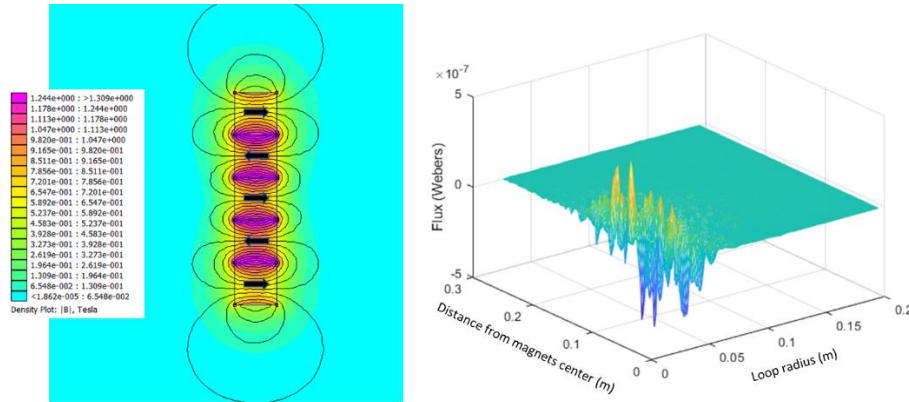 1.244e+000 : >1.309e+000
1.178e+000 : 1.244e+000
1.113e+000 : 1.178e+000
1.047e+000 : 1.113e+000
9.820e-001 : 1.047e+000
9.165e-001 : 9.820e-001
8.511e-001 : 9.165e-001
7.856e-001 : 8.511e-001
7.201e-001 : 7.856e-001
6.547e-001 : 7.201e-001
5.892e-001 : 6.547e-001
5.237e-001 : 5.892e-001
4.583e-001 : 5.237e-001
3.928e-001 : 4.583e-001
3.273e-001 : 3.928e-001
2.619e-001 : 3.273e-001
1.964e-001 : 2.619e-001
1.309e-001 : 1.964e-001
6.548e-002 : 1.309e-001
<1.862e-005 : 6.548e-002
Density Plot: |B|, Tesla
×10-7
5
0
-5
Flux (Webers)
0.3
0.2
0.1
0
Distance from magnets center (m)
0
0.05
0.1
0.15
0.2
Loop radius (m)